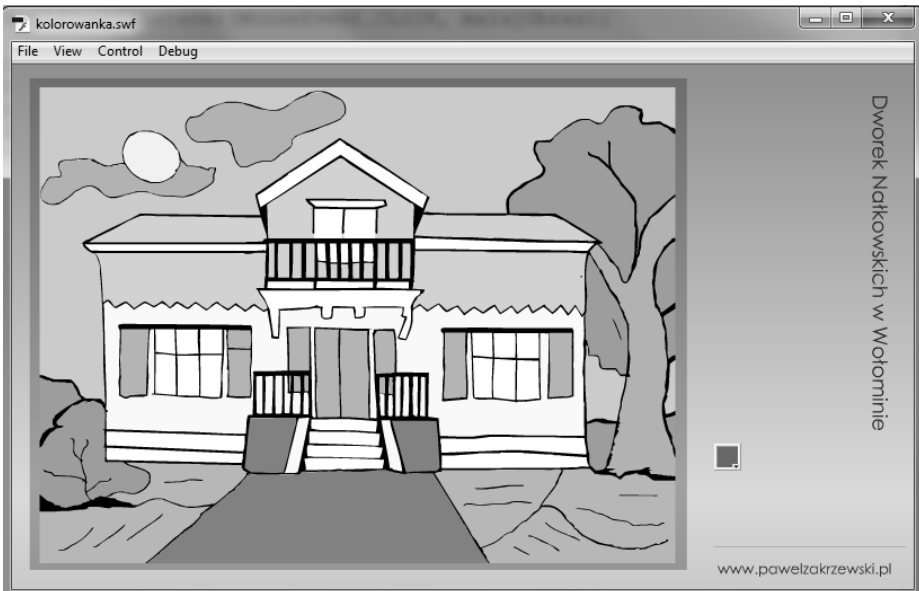 kolorowanka.swf
File View Control Debug
Dworek Nałkowskich w Wołominie
www.pawelzakrzewski.pl